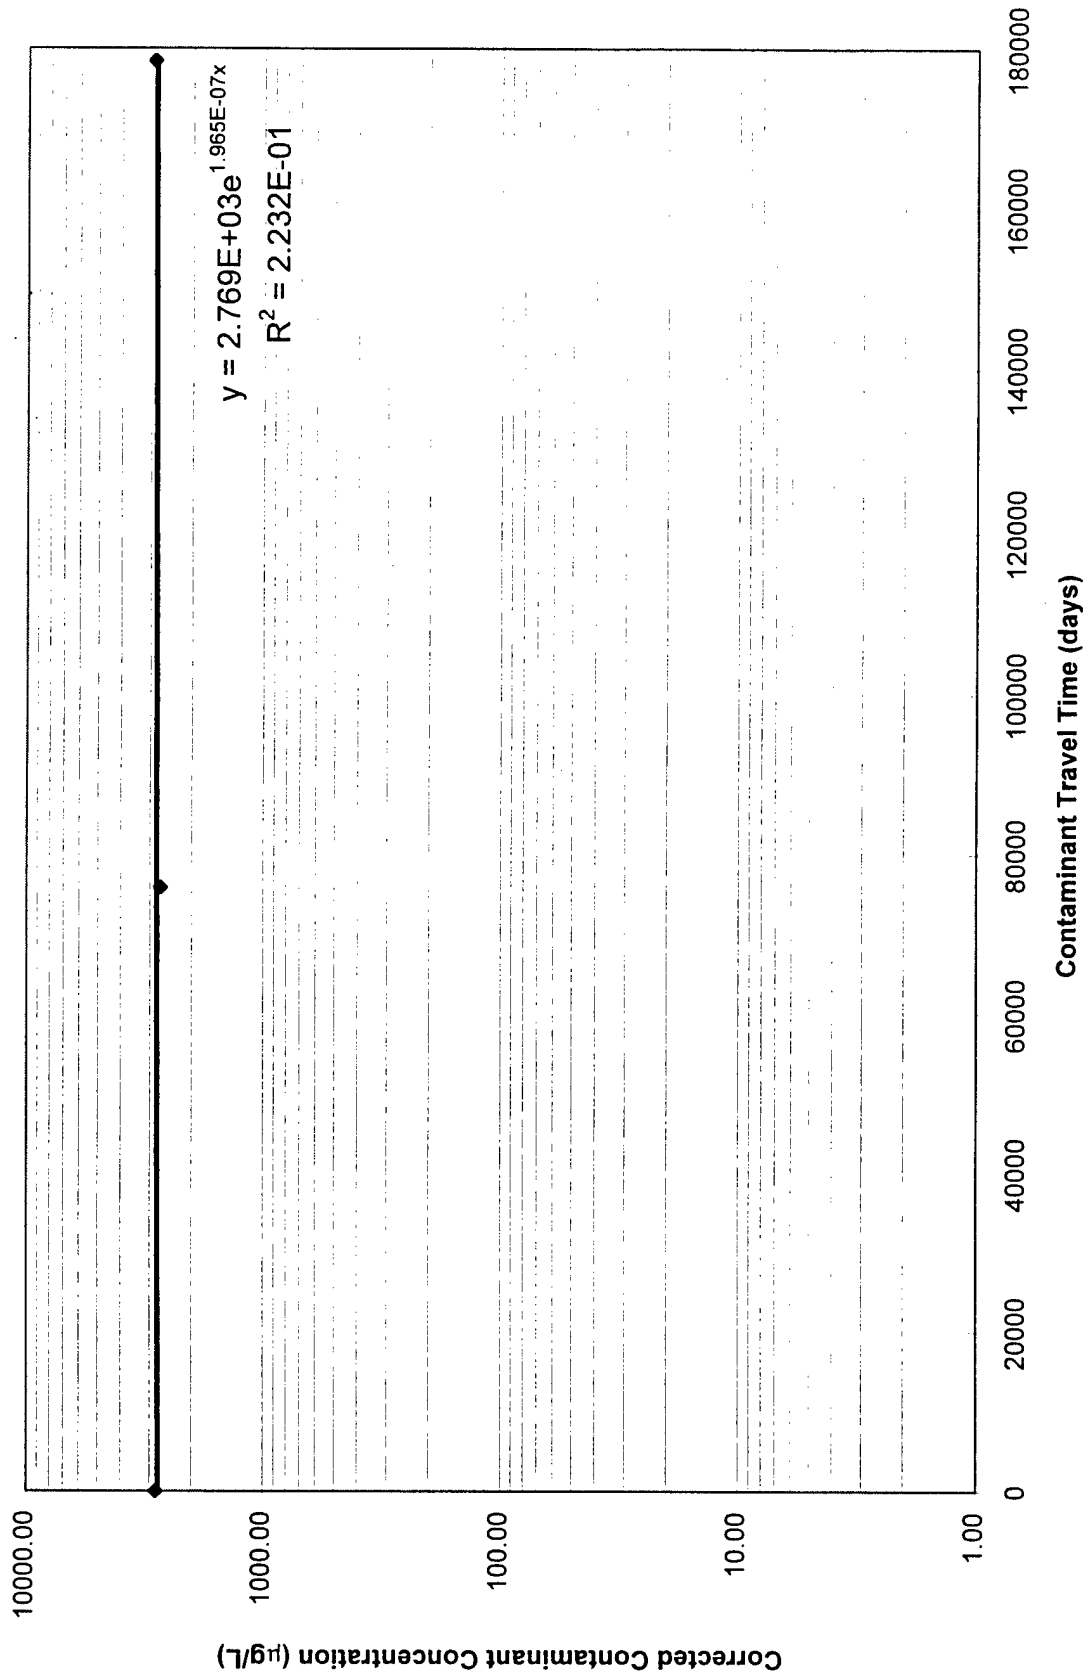 10000.00
1000.00
100.00
10.00
1.00
Corrected Contaminant Concentration (µg/L)
y = 2.769E+03e^1.965E-07x
R² = 2.232E-01
0 20000 40000 60000 80000 100000 120000 140000 160000 180000
Contaminant Travel Time (days)